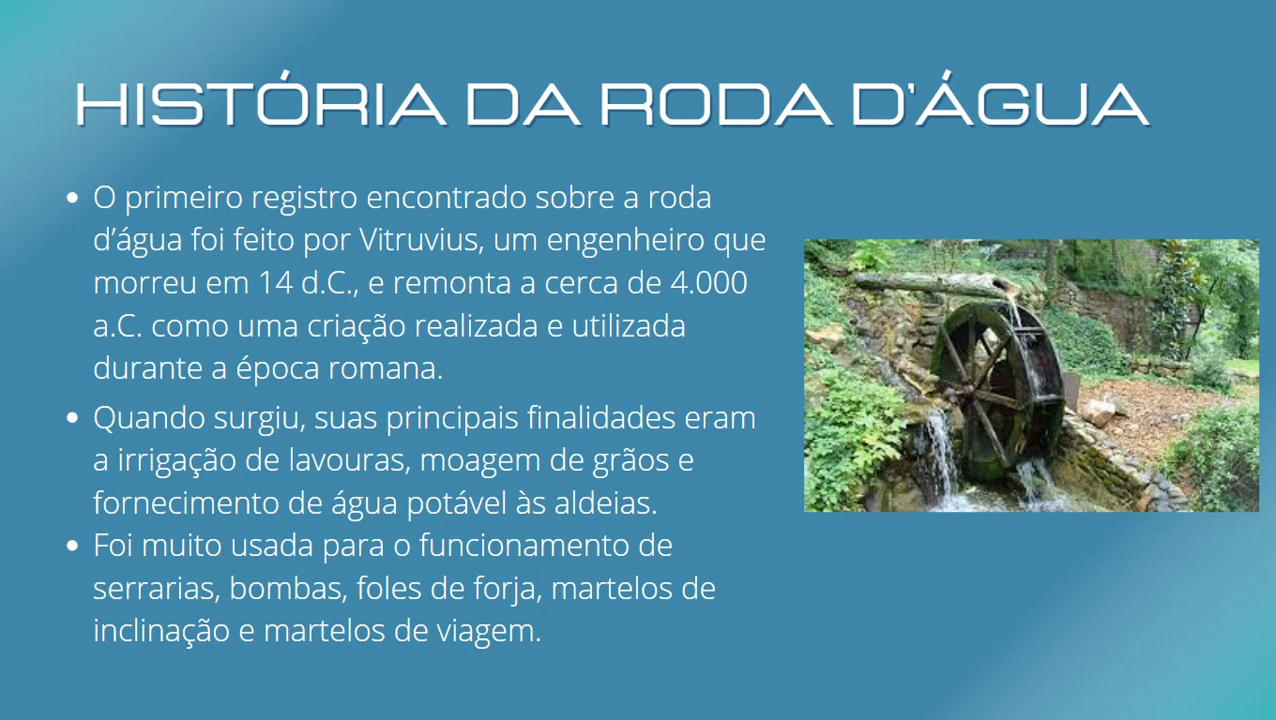 HISTÓRIA DA RODA D'ÁGUA
• O primeiro registro encontrado sobre a roda
d’água foi feito por Vitruvius, um engenheiro que
morreu em 14 d.C., e remonta a cerca de 4.000
a.C. como uma criação realizada e utilizada
durante a época romana.
• Quando surgiu, suas principais finalidades eram
a irrigação de lavouras, moagem de grãos e
fornecimento de água potável às aldeias.
• Foi muito usada para o funcionamento de
serrarias, bombas, foles de forja, martelos de
inclinação e martelos de viagem.